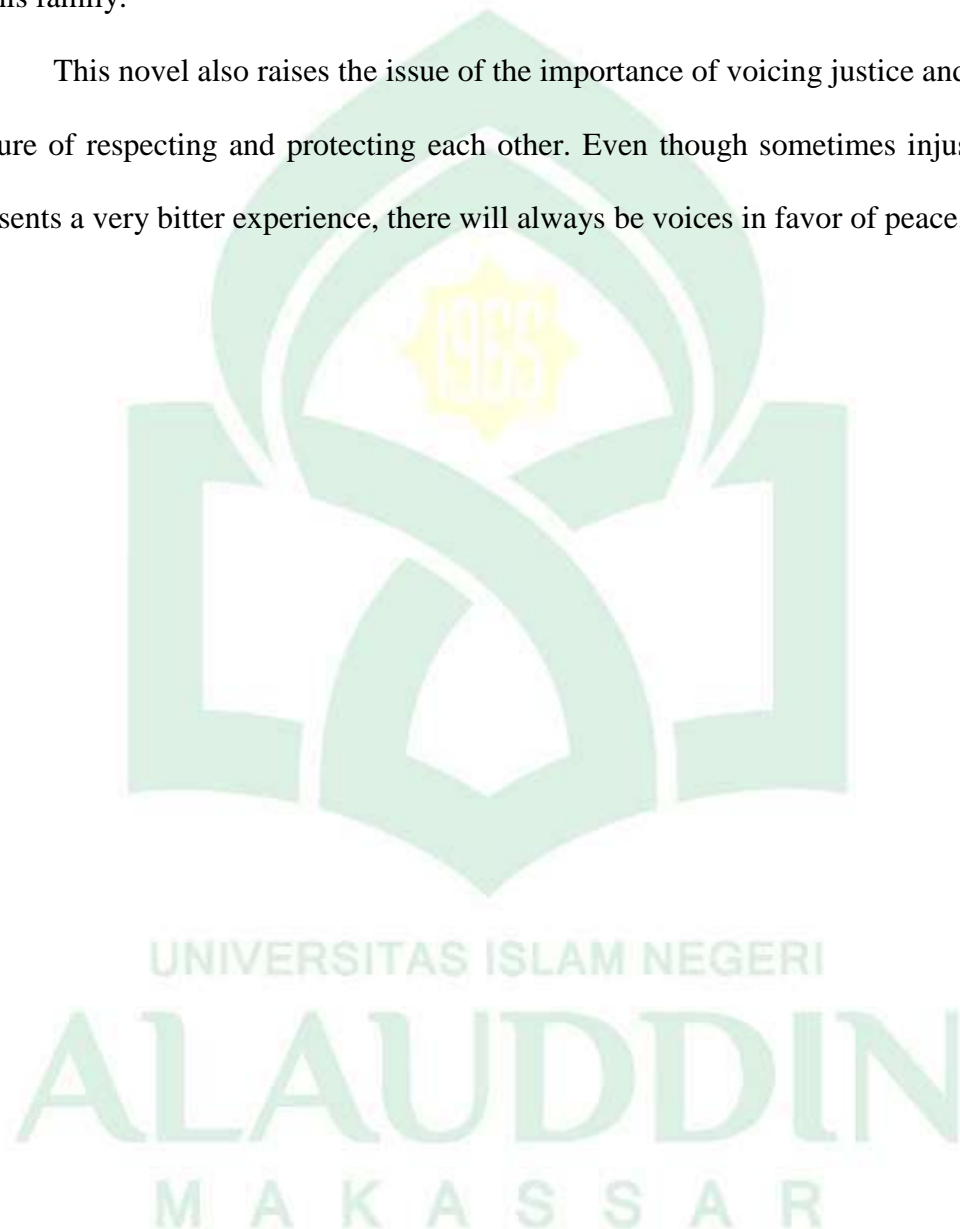 his family.
This novel also raises the issue of the importance of voicing justice and
ure of respecting and protecting each other. Even though sometimes injus
sents a very bitter experience, there will always be voices in favor of peace.
1965
UNIVERSITAS ISLAM NEGERI
ALAUDDIN
MAKASSAR